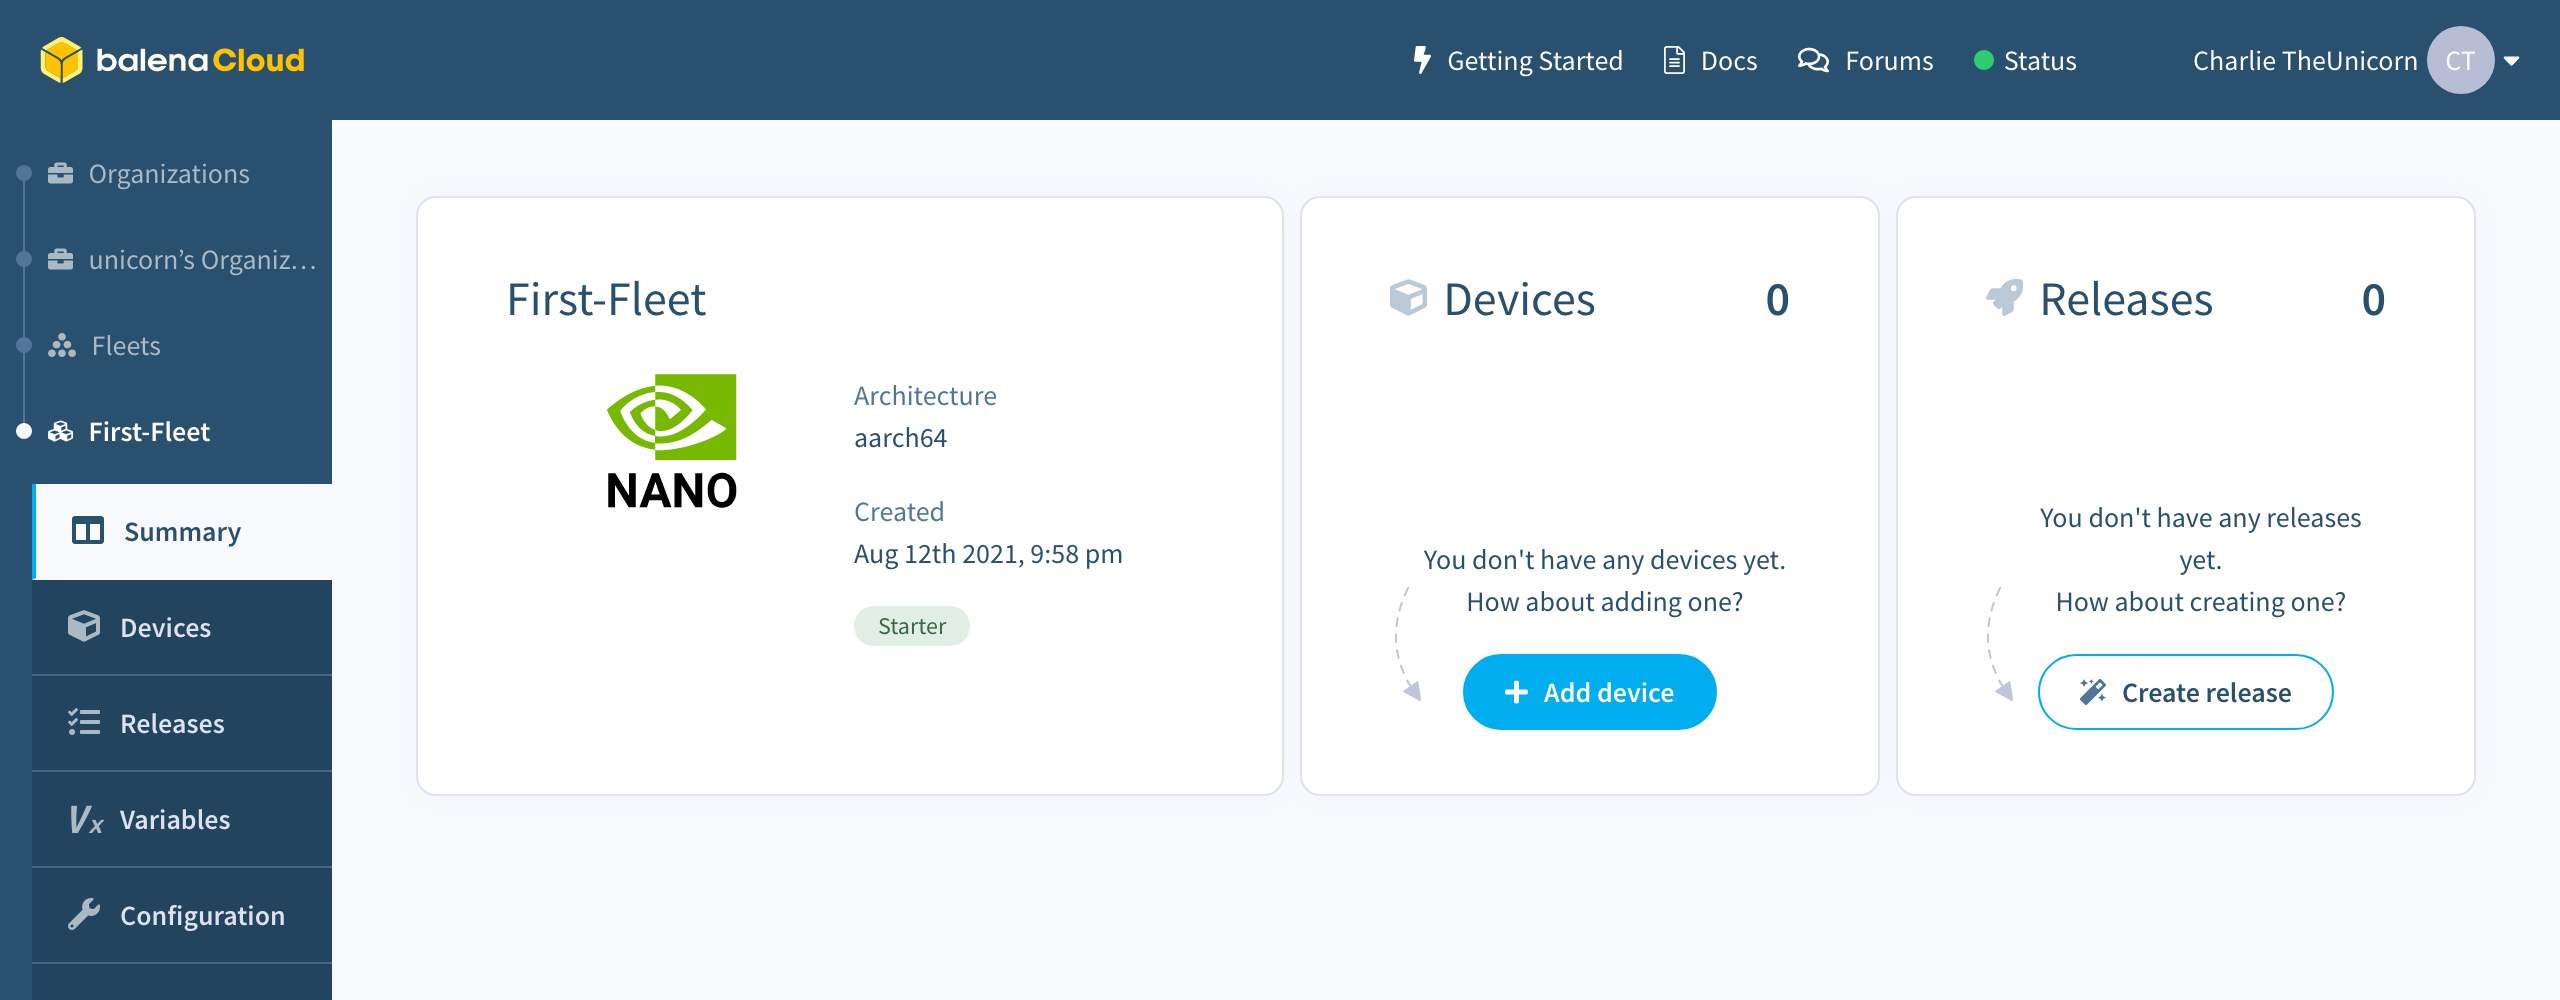 balenaCloud
Getting Started
Docs
Forums
Status
Charlie TheUnicorn
CT
Organizations
unicorn’s Organiz…
Fleets
First-Fleet
Summary
Devices
Releases
Vx Variables
Configuration
First-Fleet
NANO
Architecture
aarch64
Created
Aug 12th 2021, 9:58 pm
Starter
Devices 0
You don't have any devices yet.
How about adding one?
Add device
Releases 0
You don't have any releases
yet.
How about creating one?
Create release